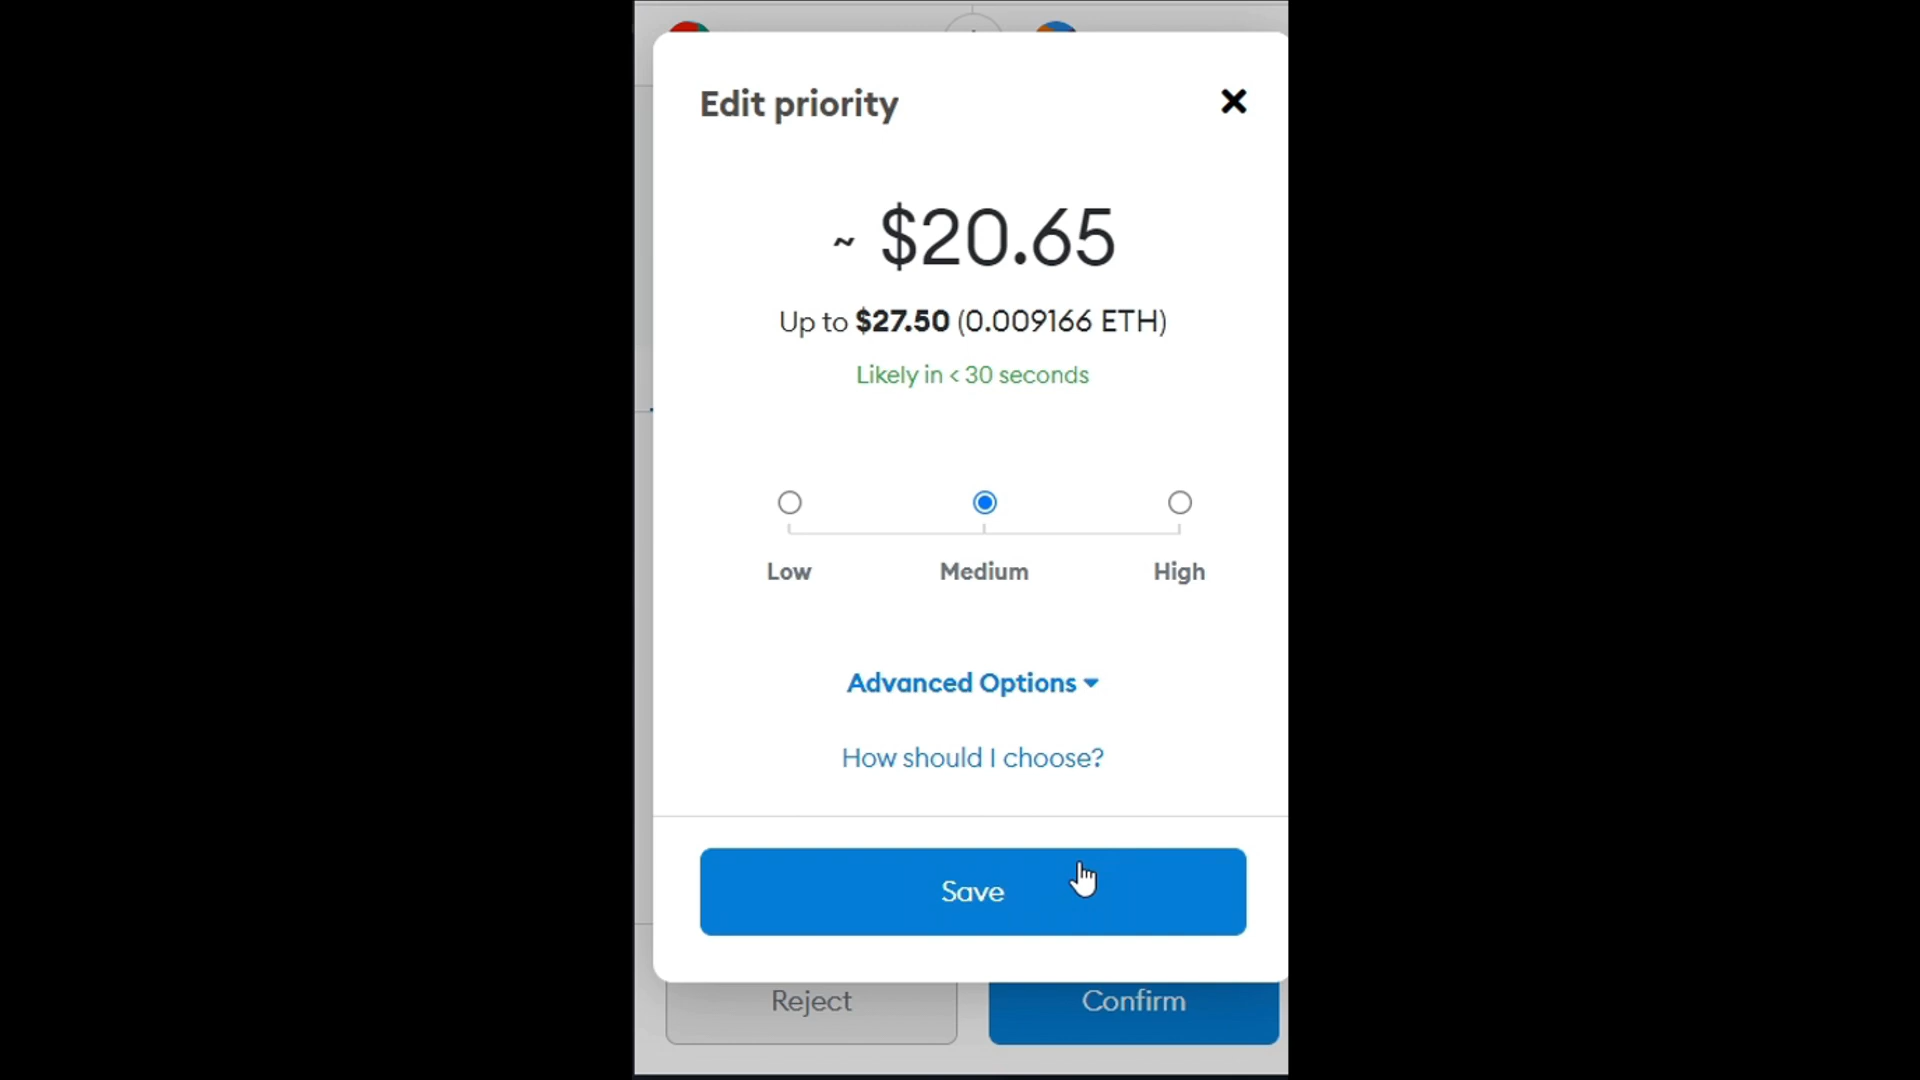 Edit priority
~ $20.65
Up to $27.50 (0.009166 ETH)
Likely in < 30 seconds
Low Medium High
Advanced Options
How should I choose?
Save
Reject Confirm